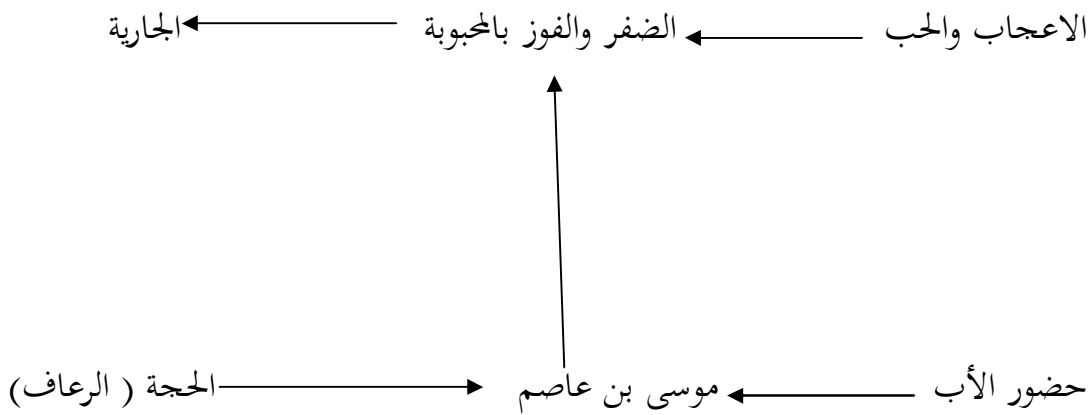 الاعجاب والحب الضفر والفوز بالمحبوبة الجارية
حضور الأب موسى بن عاصم الحجة ( الرعاف)